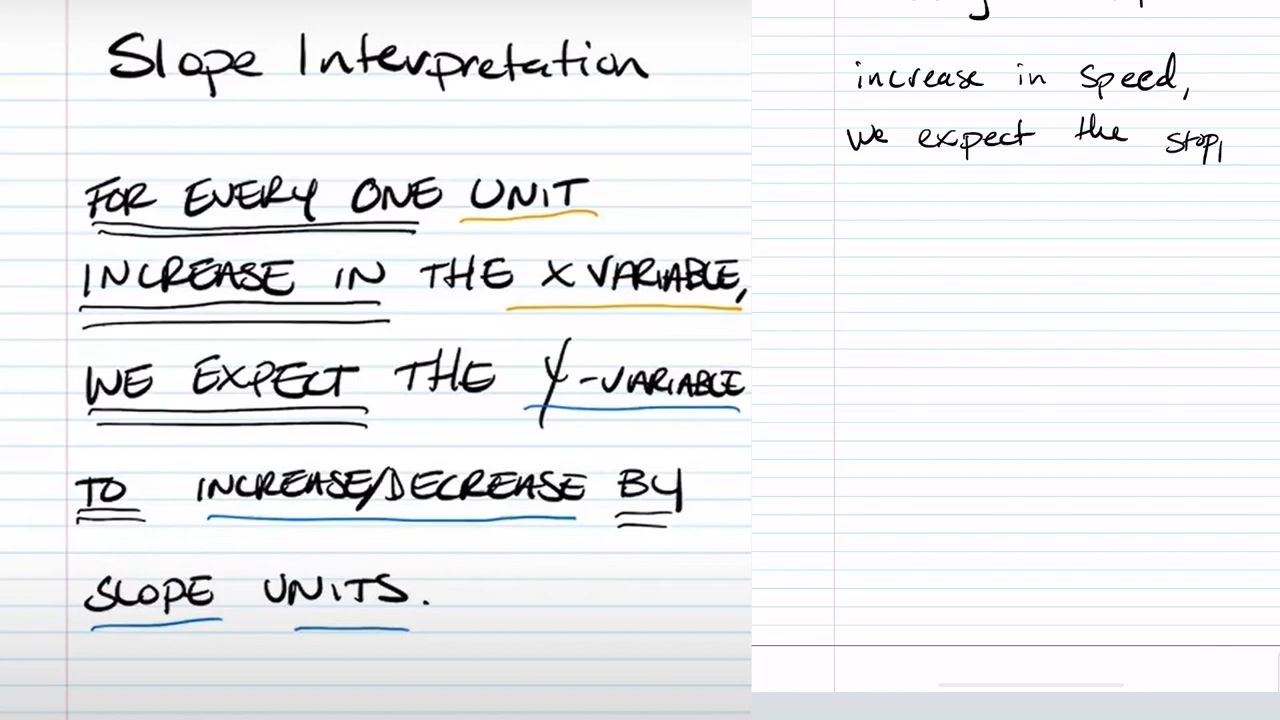 Slope Interpretation
FOR EVERY ONE UNIT
INCREASE IN THE X VARIABLE,
WE EXPECT THE Y-VARIABLE
TO INCREASE/DECREASE BY
SLOPE UNITS.
increase in speed,
we expect the stop